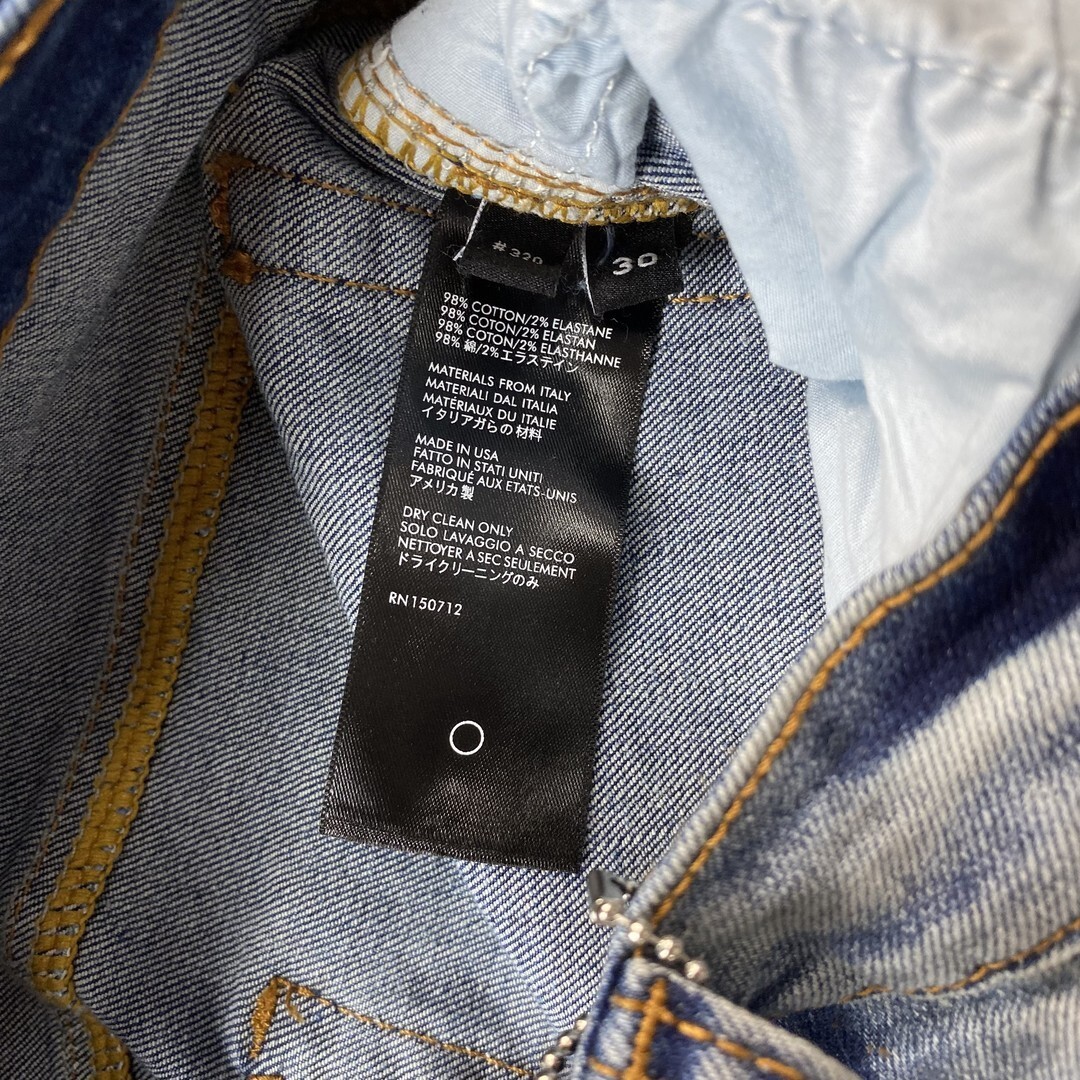 #320
30
98% COTTON/2% ELASTANE
98% COTON/2% ELASTAN
98% COTON/2% ELASTHANNE
98% 綿/2%エラステイン
MATERIALS FROM ITALY
MATERIALI DAL ITALIA
MATÉRIAUX DU ITALIE
イタリアガらの材料
MADE IN USA
FATTO IN STATI UNITI
FABRIQUÉ AUX ETATS-UNIS
アメリカ製
DRY CLEAN ONLY
SOLO LAVAGGIO A SECCO
NETTOYER A SEC SEULEMENT
ドライクリーニングのみ
RN150712